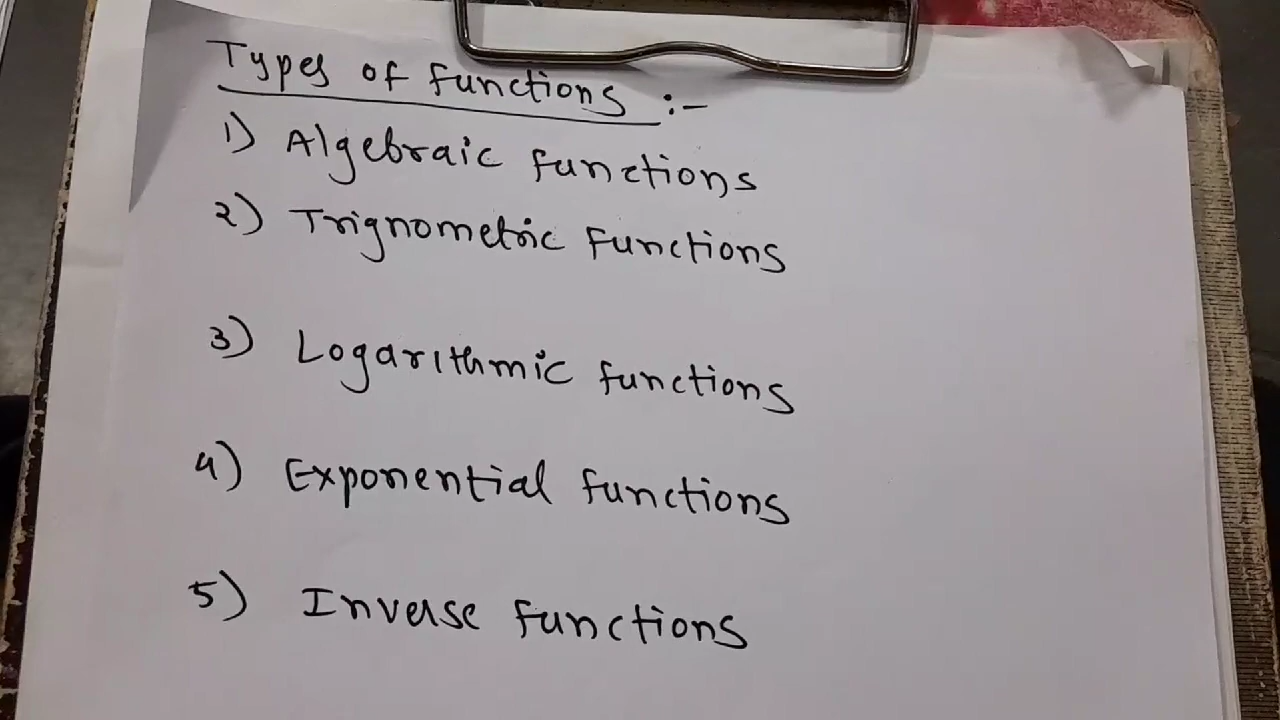 Types of functions :-
1) Algebraic functions
2) Trignometric Functions
3) Logarithmic functions
4) Exponential functions
5) Inverse functions